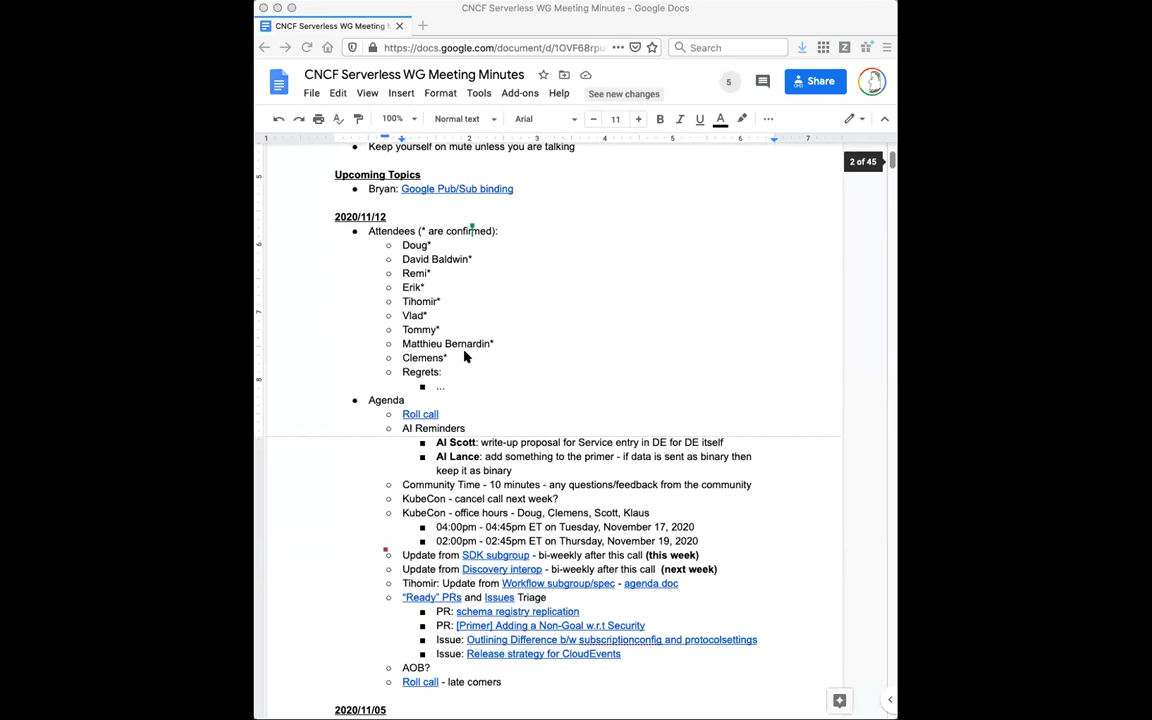 CNCF Serverless WG Meeting Minutes - Google Docs
CNCF Serverless WG Meeting M
https://docs.google.com/document/d/1OVF68rpu
Search
CNCF Serverless WG Meeting Minutes
5
Share
File Edit View Insert Format Tools Add-ons Help See new changes
100% Normal text Arial 11 B I U A
1 2 3 4 5 6 7
Keep yourself on mute unless you are talking
2 of 45
Upcoming Topics
Bryan: Google Pub/Sub binding
2020/11/12
Attendees (* are confirmed):
Doug*
David Baldwin*
Remi*
Erik*
Tihomir*
Vlad*
Tommy*
Matthieu Bernardin*
Clemens*
Regrets:
...
Agenda
Roll call
AI Reminders
AI Scott: write-up proposal for Service entry in DE for DE itself
AI Lance: add something to the primer - if data is sent as binary then
keep it as binary
Community Time - 10 minutes - any questions/feedback from the community
KubeCon - cancel call next week?
KubeCon - office hours - Doug, Clemens, Scott, Klaus
04:00pm - 04:45pm ET on Tuesday, November 17, 2020
02:00pm - 02:45pm ET on Thursday, November 19, 2020
Update from SDK subgroup - bi-weekly after this call (this week)
Update from Discovery interop - bi-weekly after this call (next week)
Tihomir: Update from Workflow subgroup/spec - agenda doc
“Ready” PRs and Issues Triage
PR: schema registry replication
PR: [Primer] Adding a Non-Goal w.r.t Security
Issue: Outlining Difference b/w subscriptionconfig and protocolsettings
Issue: Release strategy for CloudEvents
AOB?
Roll call - late comers
2020/11/05